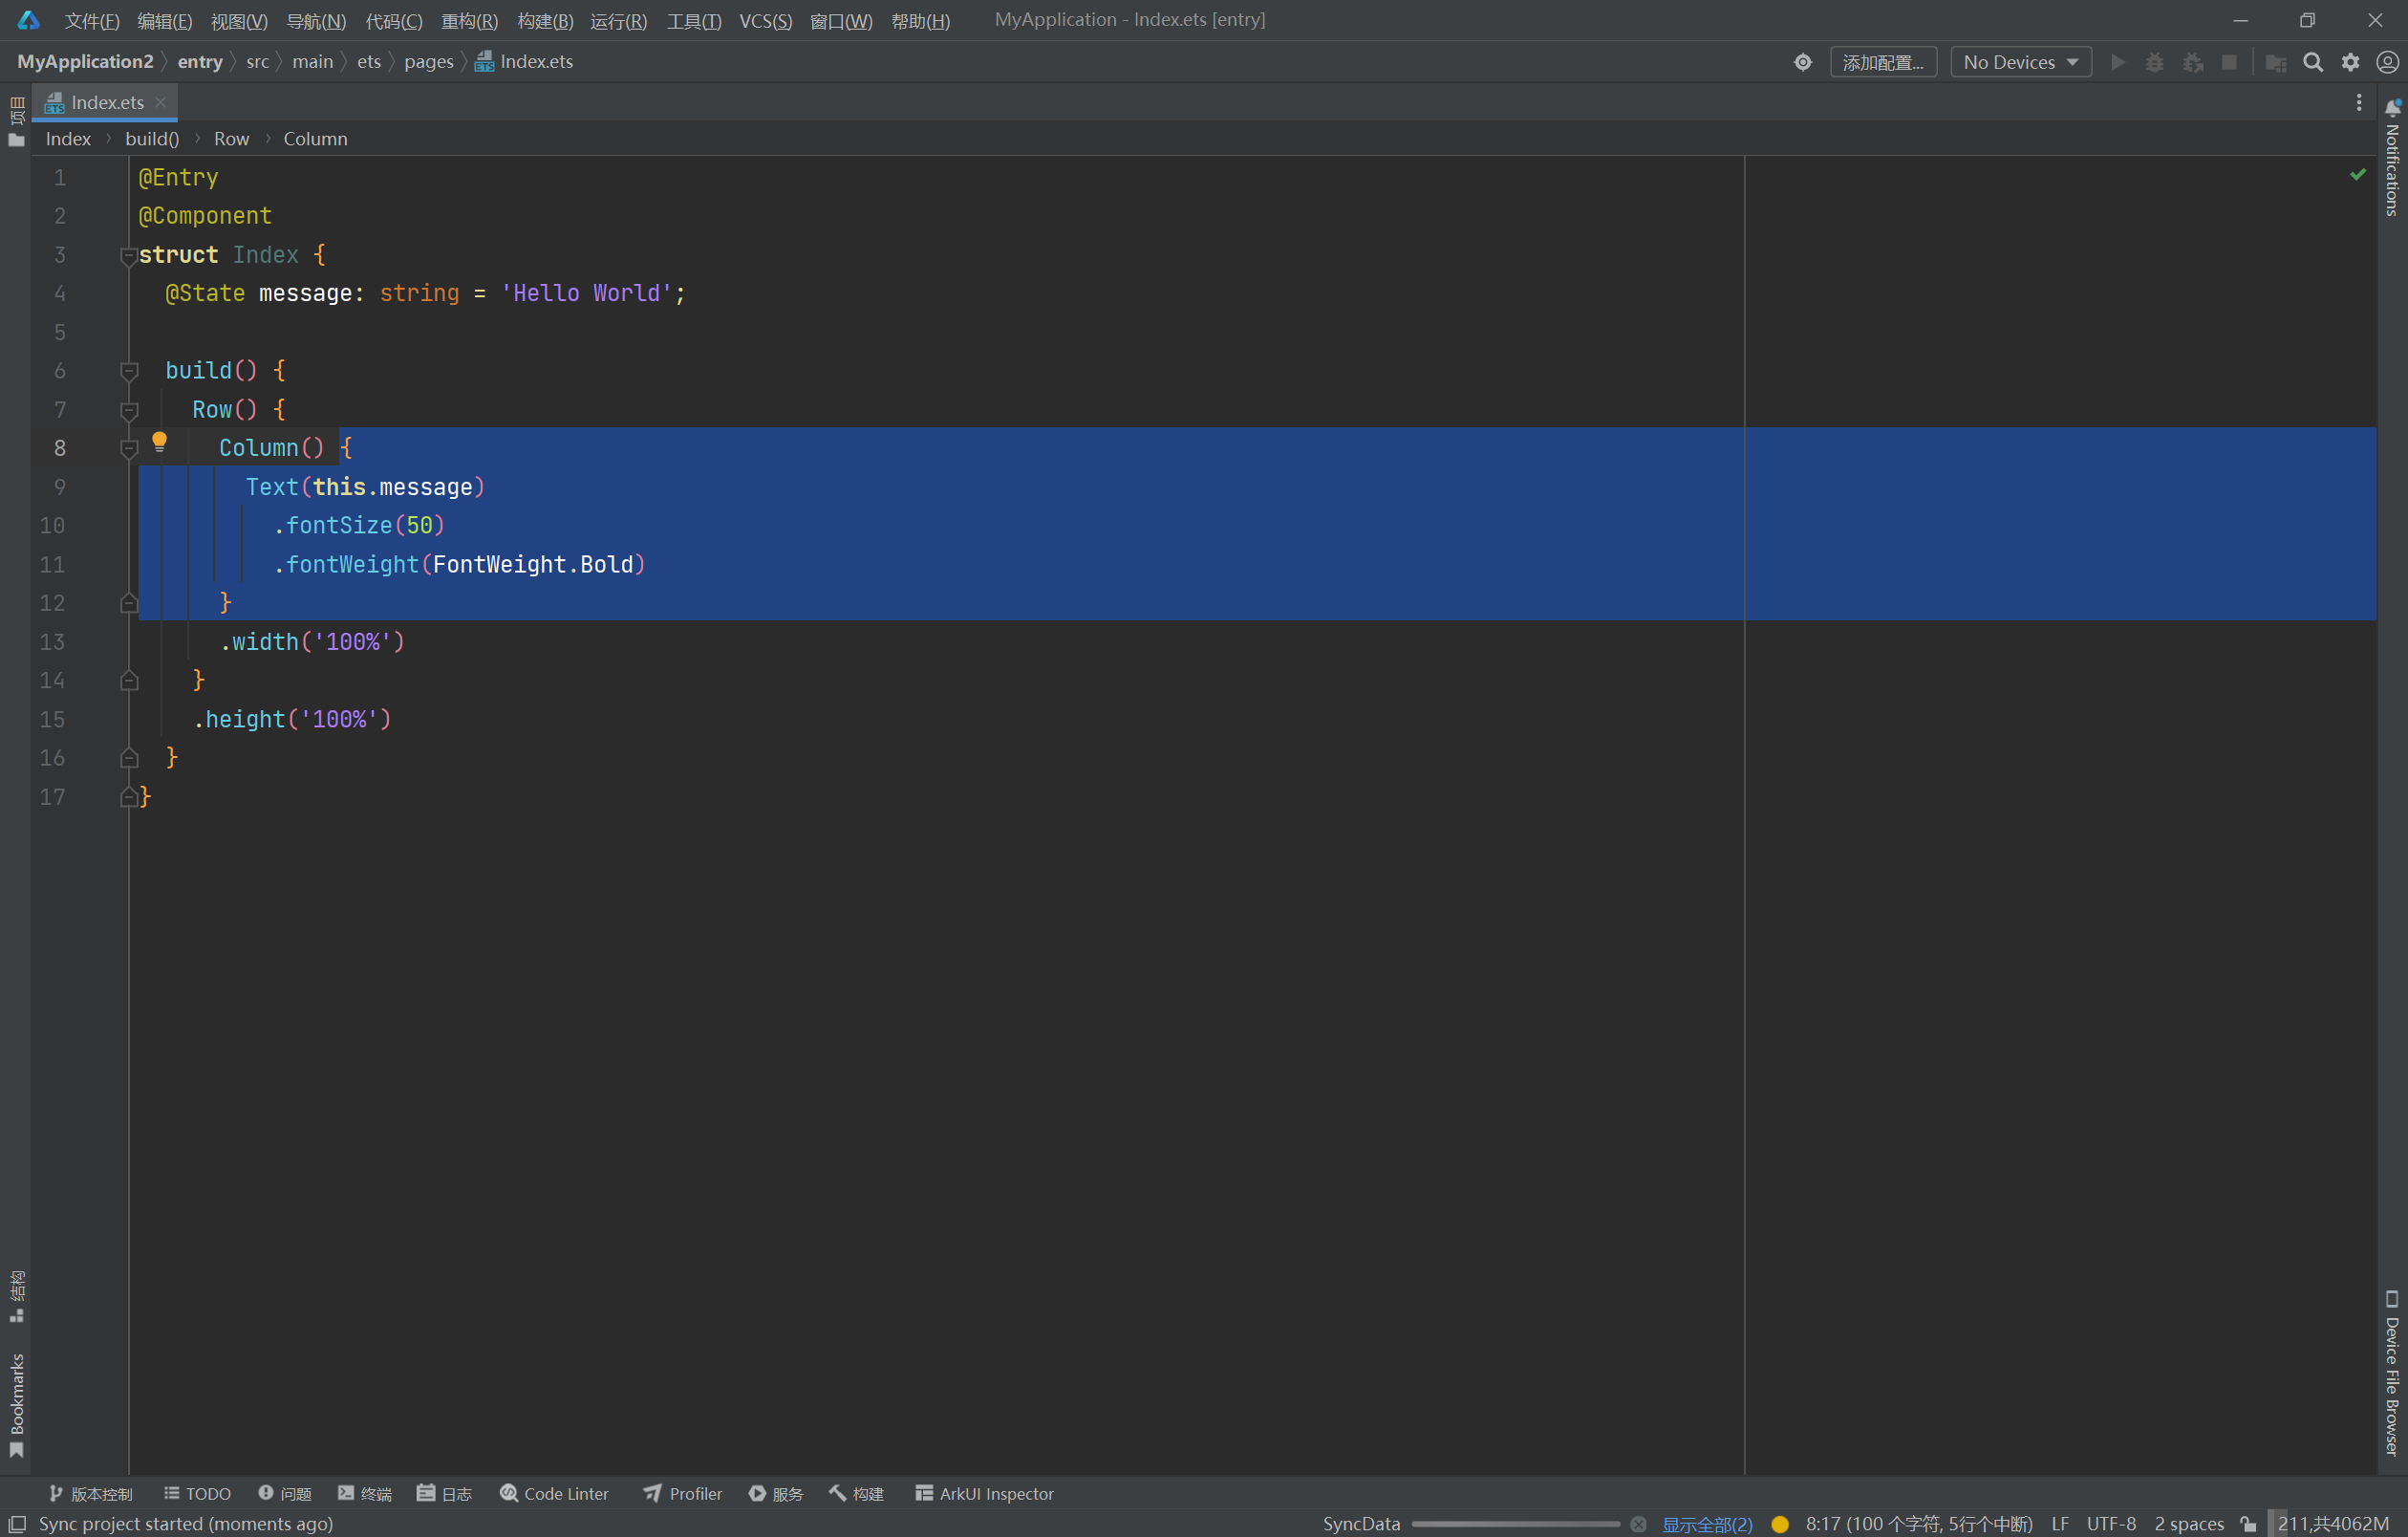 文件(F) 编辑(E) 视图(V) 导航(N) 代码(C) 重构(R) 构建(B) 运行(R) 工具(T) VCS(S) 窗口(W) 帮助(H) MyApplication - Index.ets [entry]
MyApplication2 entry src main ets pages Index.ets 添加配置... No Devices
项目
Index.ets
Index build() Row Column
1 @Entry
2 @Component
3 struct Index {
4 @State message: string = 'Hello World';
5
6 build() {
7 Row() {
8 Column() {
9 Text(this.message)
10 .fontSize(50)
11 .fontWeight(FontWeight.Bold)
12 }
13 .width('100%')
14 }
15 .height('100%')
16 }
17 }
结构
Bookmarks
Notifications
Device File Browser
版本控制 TODO 问题 终端 日志 Code Linter Profiler 服务 构建 ArkUI Inspector
Sync project started (moments ago) SyncData 显示全部(2) 8:17 (100 个字符, 5行个中断) LF UTF-8 2 spaces 211,共4062M